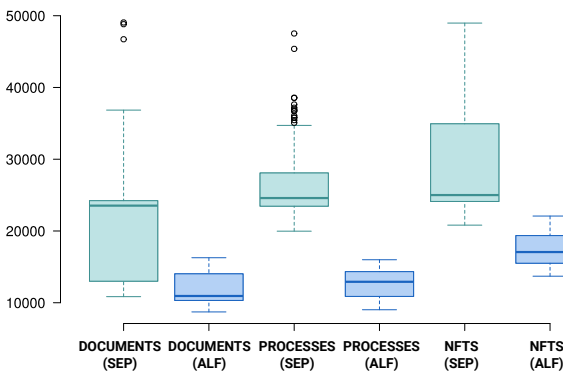 50000
40000
30000
20000
10000
DOCUMENTS DOCUMENTS PROCESSES PROCESSES NFTS NFTS
(SEP) (ALF) (SEP) (ALF) (SEP) (ALF)